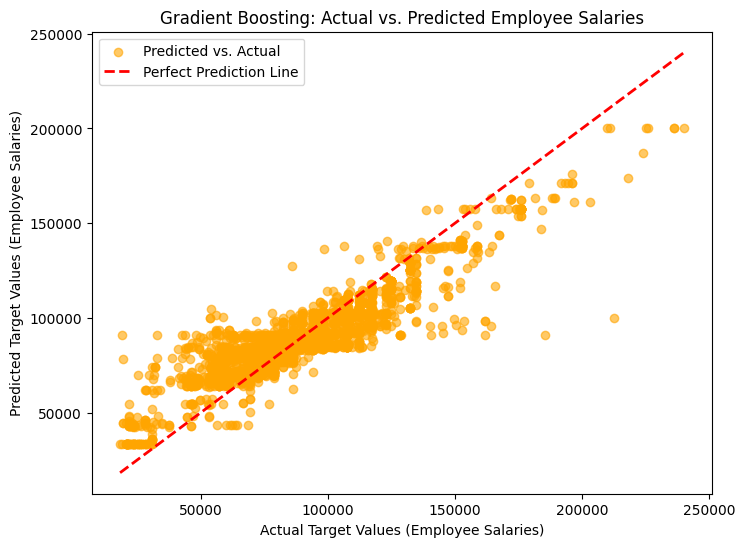 Gradient Boosting: Actual vs. Predicted Employee Salaries
250000
200000
150000
100000
50000
Predicted Target Values (Employee Salaries)
Predicted vs. Actual
Perfect Prediction Line
50000
100000
150000
200000
250000
Actual Target Values (Employee Salaries)